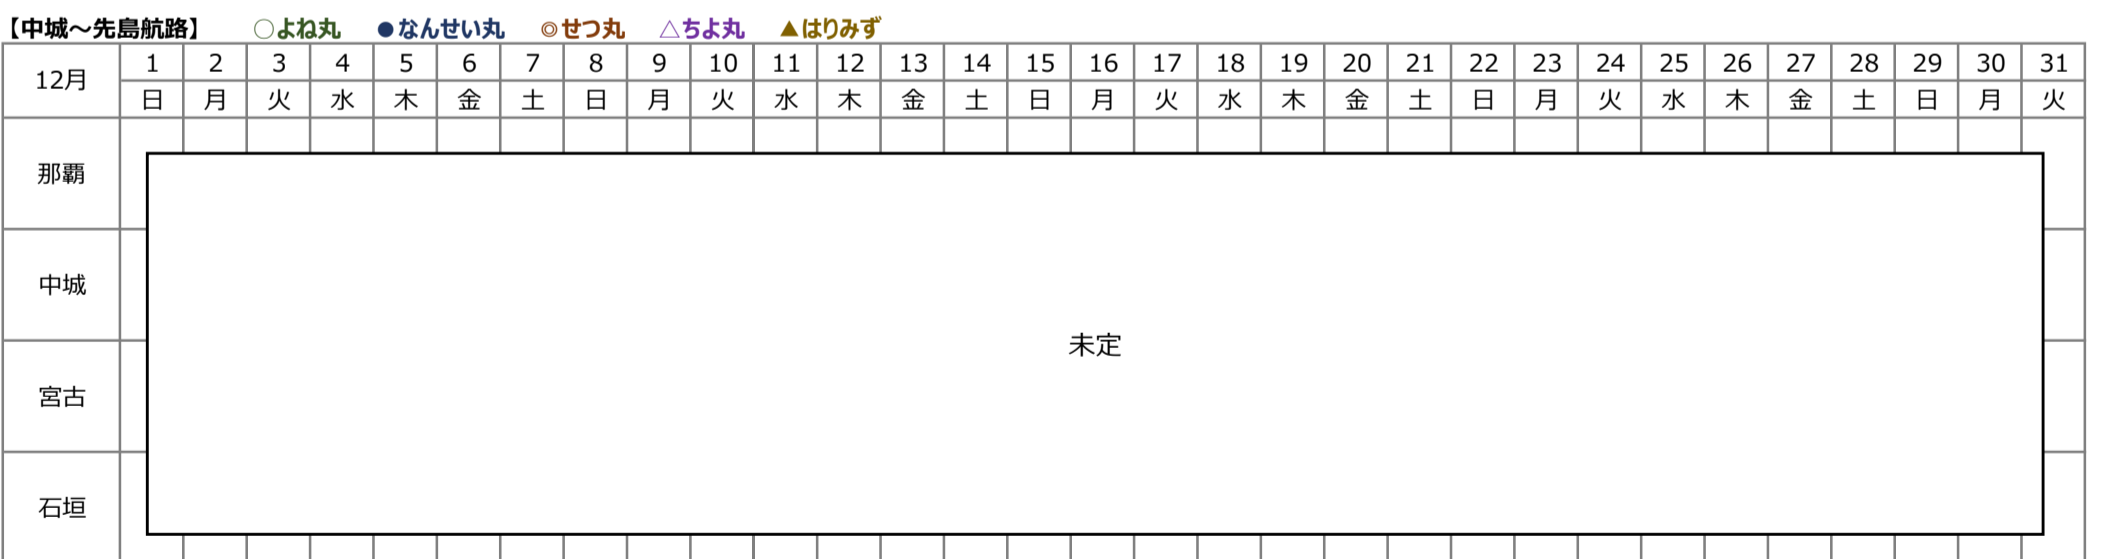 【中城～先島航路】 ○よね丸 ●なんせい丸 ◎せつ丸 △ちよ丸 ▲はりみず
12月 1 2 3 4 5 6 7 8 9 10 11 12 13 14 15 16 17 18 19 20 21 22 23 24 25 26 27 28 29 30 31
日 月 火 水 木 金 土 日 月 火 水 木 金 土 日 月 火 水 木 金 土 日 月 火 水 木 金 土 日 月 火
那覇
中城
未定
宮古
石垣